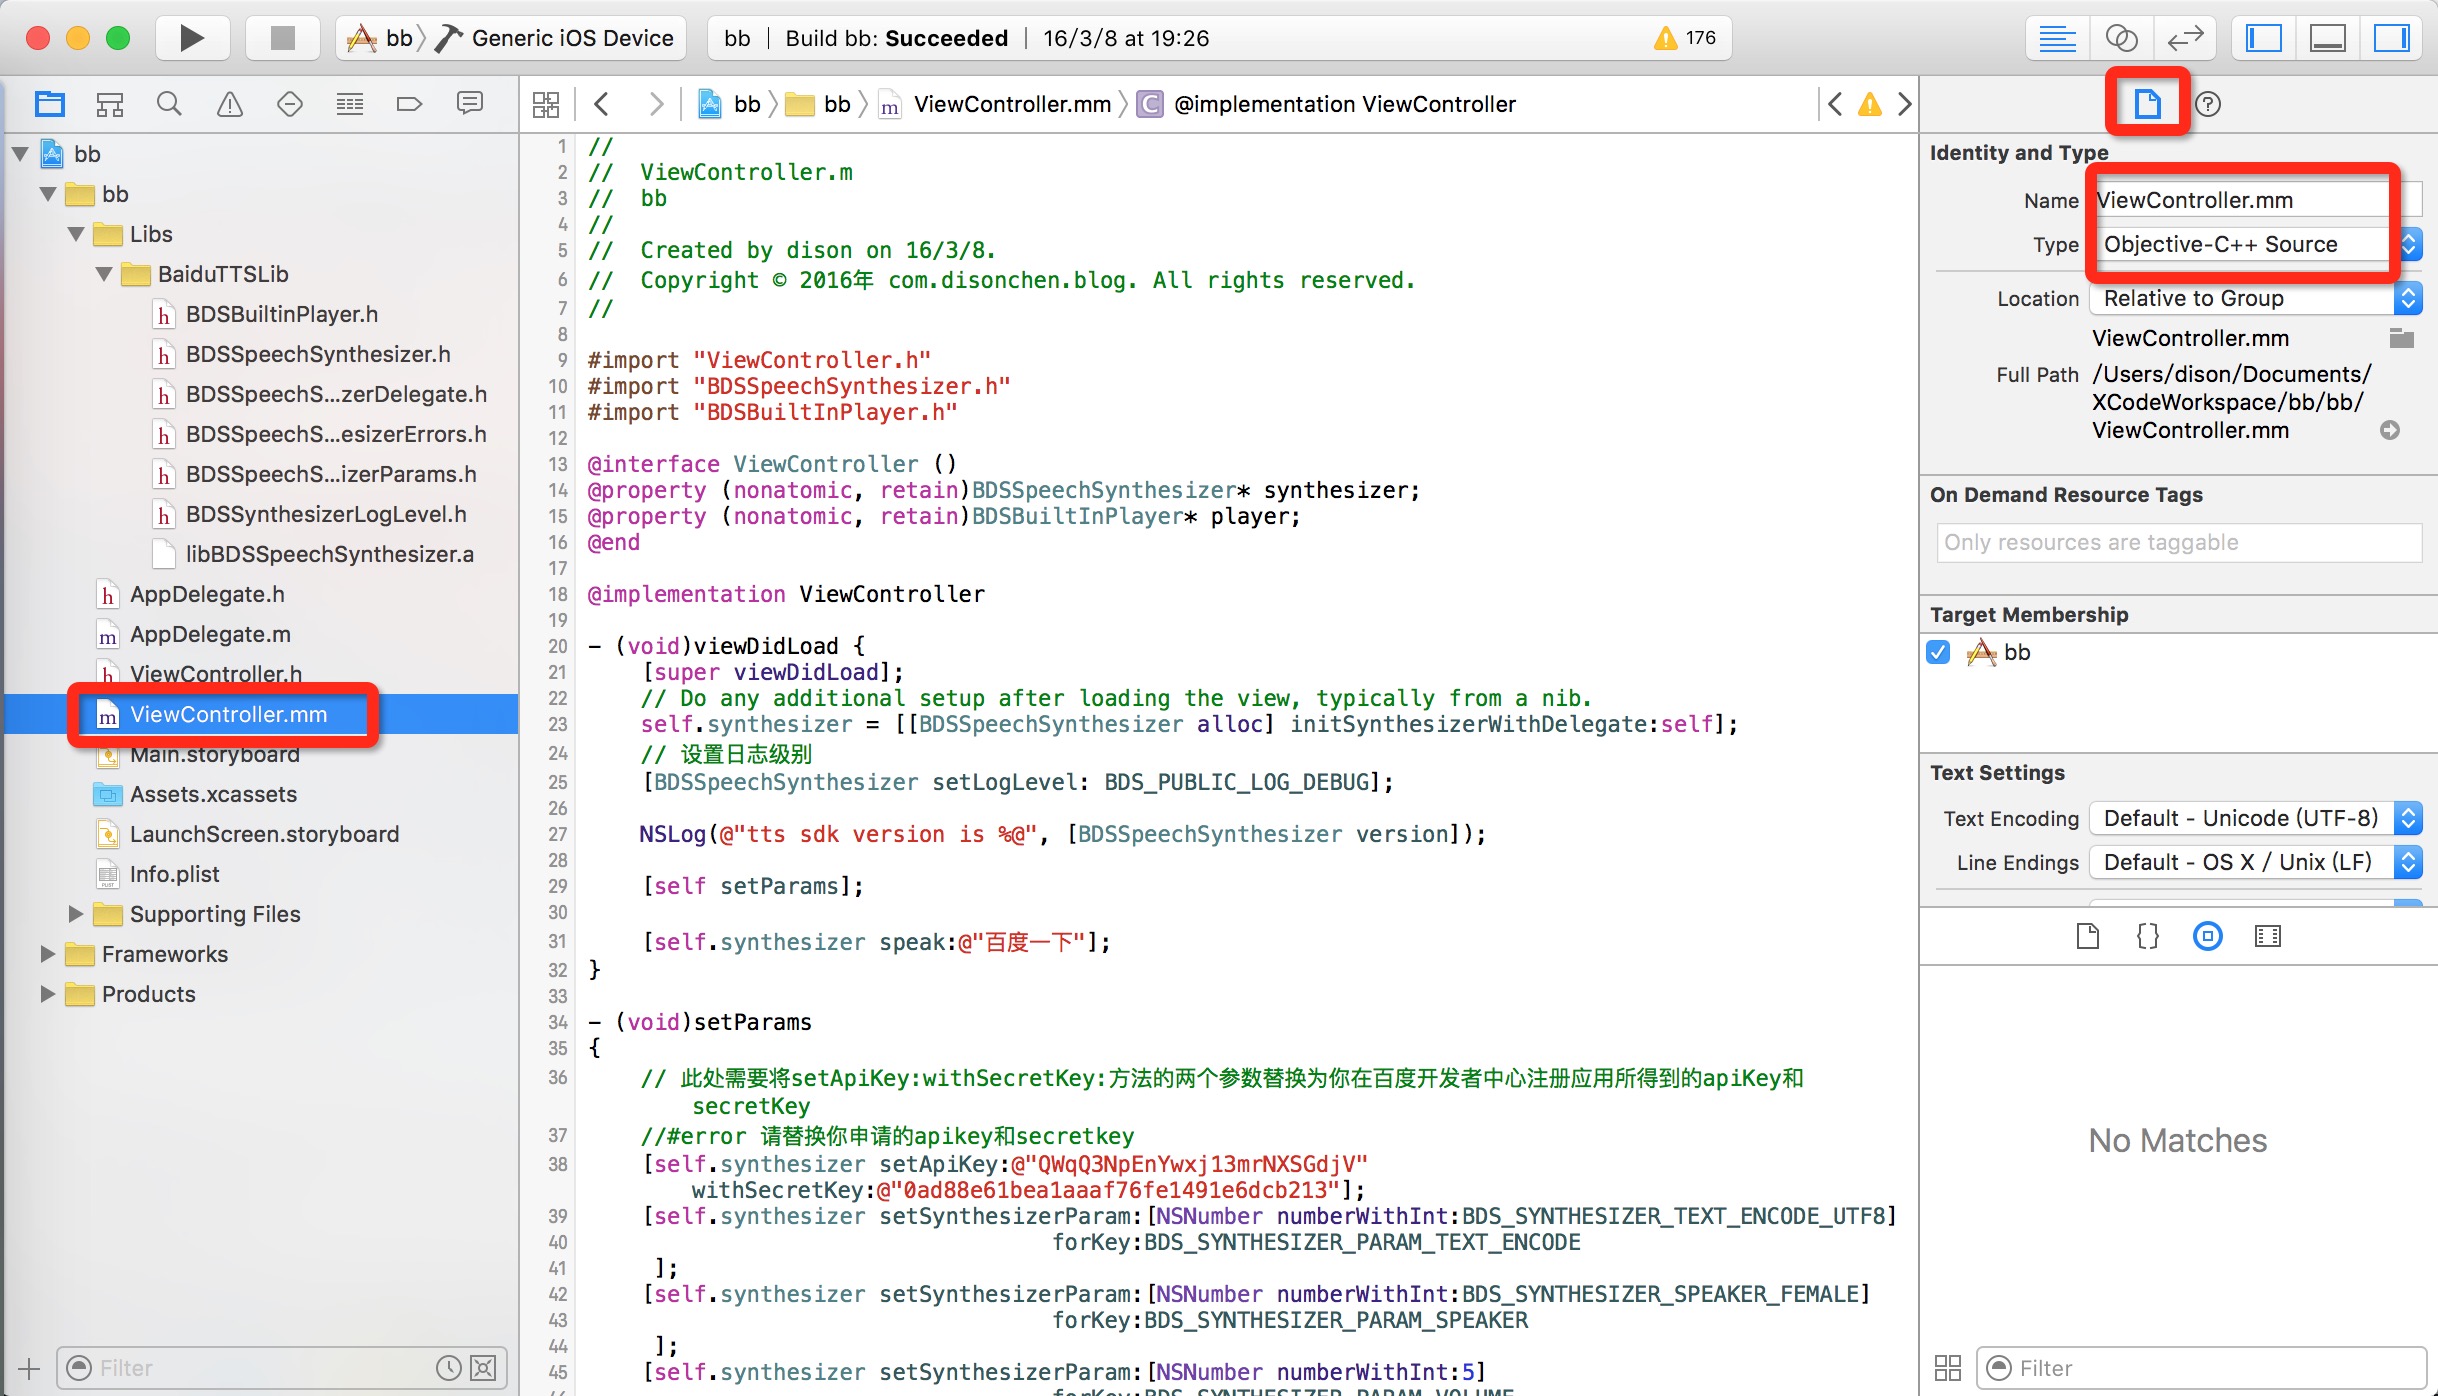 bb
Generic iOS Device
bb | Build bb: Succeeded | 16/3/8 at 19:26
176
bb
bb
ViewController.mm
C @implementation ViewController
bb
bb
Libs
BaiduTTSLib
h BDSBuiltinPlayer.h
h BDSSpeechSynthesizer.h
h BDSSpeechS...zerDelegate.h
h BDSSpeechS...esizerErrors.h
h BDSSpeechS...izerParams.h
h BDSSynthesizerLogLevel.h
libBDSSpeechSynthesizer.a
h AppDelegate.h
m AppDelegate.m
h ViewController.h
m ViewController.mm
Main.storyboard
Assets.xcassets
LaunchScreen.storyboard
Info.plist
Supporting Files
Frameworks
Products
Filter
1 //
2 //  ViewController.m
3 //  bb
4 //
5 //  Created by dison on 16/3/8.
6 //  Copyright © 2016年 com.disonchen.blog. All rights reserved.
7 //
8
9 #import "ViewController.h"
10 #import "BDSSpeechSynthesizer.h"
11 #import "BDSBuiltInPlayer.h"
12
13 @interface ViewController ()
14 @property (nonatomic, retain)BDSSpeechSynthesizer* synthesizer;
15 @property (nonatomic, retain)BDSBuiltInPlayer* player;
16 @end
17
18 @implementation ViewController
19
20 - (void)viewDidLoad {
21     [super viewDidLoad];
22     // Do any additional setup after loading the view, typically from a nib.
23     self.synthesizer = [[BDSSpeechSynthesizer alloc] initSynthesizerWithDelegate:self];
24     // 设置日志级别
25     [BDSSpeechSynthesizer setLogLevel: BDS_PUBLIC_LOG_DEBUG];
26
27     NSLog(@"tts sdk version is %@", [BDSSpeechSynthesizer version]);
28
29     [self setParams];
30
31     [self.synthesizer speak:@"百度一下"];
32 }
33
34 - (void)setParams
35 {
36     // 此处需要将setApiKey:withSecretKey:方法的两个参数替换为你在百度开发者中心注册应用所得到的apiKey和
secretKey
37     //#error 请替换你申请的apikey和secretkey
38     [self.synthesizer setApiKey:@"QWqQ3NpEnYwxj13mrNXSGdjV"
withSecretKey:@"0ad88e61bea1aaaf76fe1491e6dcb213"];
39     [self.synthesizer setSynthesizerParam:[NSNumber numberWithInt:BDS_SYNTHESIZER_TEXT_ENCODE_UTF8]
40                                    forKey:BDS_SYNTHESIZER_PARAM_TEXT_ENCODE
41      ];
42     [self.synthesizer setSynthesizerParam:[NSNumber numberWithInt:BDS_SYNTHESIZER_SPEAKER_FEMALE]
43                                    forKey:BDS_SYNTHESIZER_PARAM_SPEAKER
44      ];
45     [self.synthesizer setSynthesizerParam:[NSNumber numberWithInt:5]
46                                    forKey:BDS_SYNTHESIZER_PARAM_VOLUME
Identity and Type
Name ViewController.mm
Type Objective-C++ Source
Location Relative to Group
ViewController.mm
Full Path /Users/dison/Documents/
XCodeWorkspace/bb/bb/
ViewController.mm
On Demand Resource Tags
Only resources are taggable
Target Membership
bb
Text Settings
Text Encoding Default - Unicode (UTF-8)
Line Endings Default - OS X / Unix (LF)
No Matches
Filter